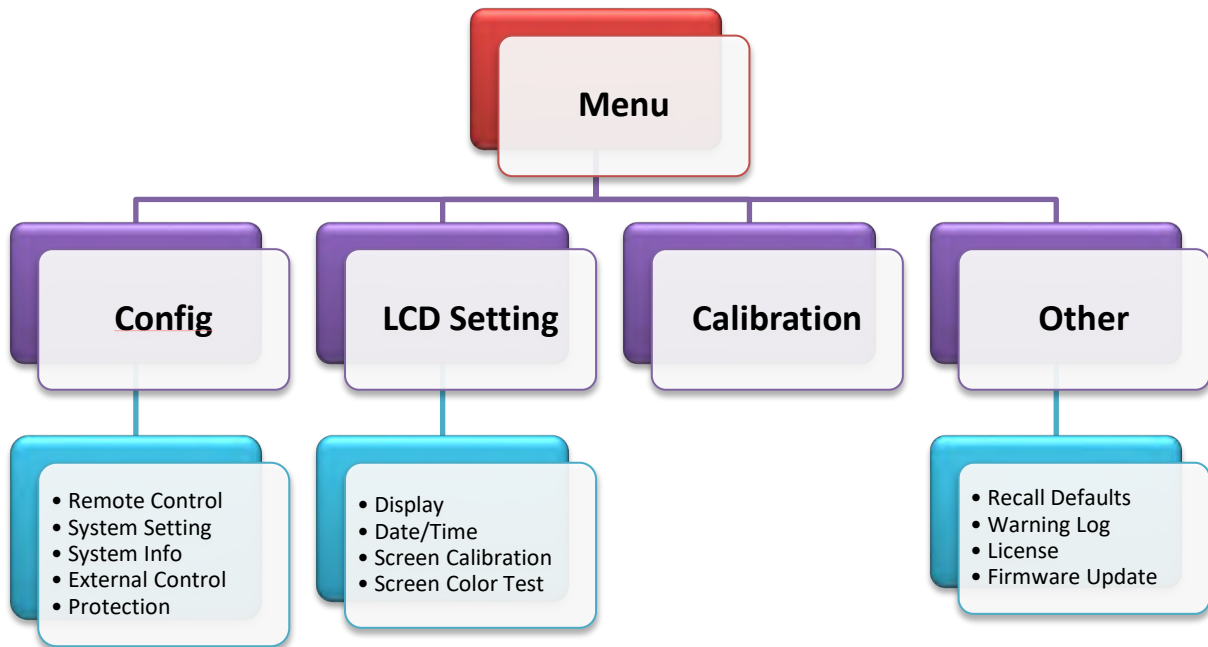 Menu
Config
LCD Setting
Calibration
Other
• Remote Control
• System Setting
• System Info
• External Control
• Protection
• Display
• Date/Time
• Screen Calibration
• Screen Color Test
• Recall Defaults
• Warning Log
• License
• Firmware Update